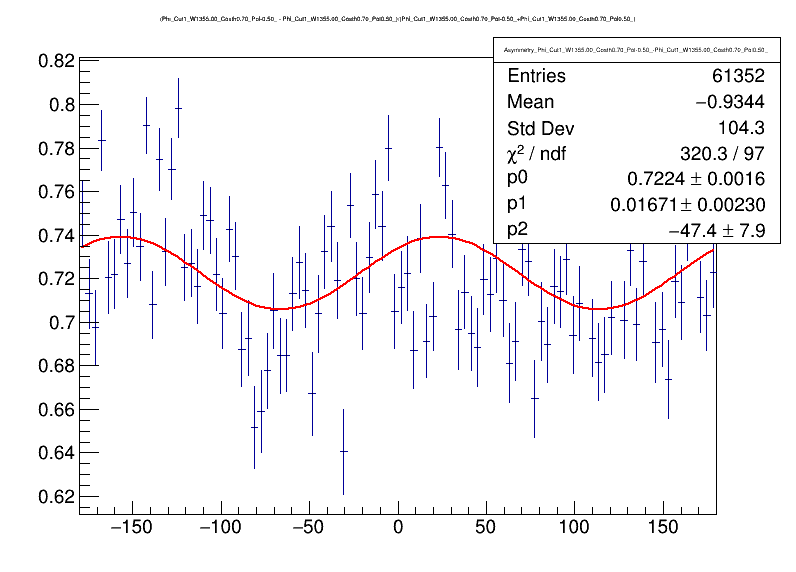 (Phi_Cut1_W1355.00_Costh0.70_Pol-0.50_ - Phi_Cut1_W1355.00_Costh0.70_Pol0.50_)/(Phi_Cut1_W1355.00_Costh0.70_Pol-0.50_+Phi_Cut1_W1355.00_Costh0.70_Pol0.50_)
Asymmetry_Phi_Cut1_W1355.00_Costh0.70_Pol-0.50_-Phi_Cut1_W1355.00_Costh0.70_Pol0.50_
Entries 61352
Mean −0.9344
Std Dev 104.3
χ² / ndf 320.3 / 97
p0 0.7224 ± 0.0016
p1 0.01671 ± 0.00230
p2 −47.4 ± 7.9
0.82
0.8
0.78
0.76
0.74
0.72
0.7
0.68
0.66
0.64
0.62
−150 −100 −50 0 50 100 150